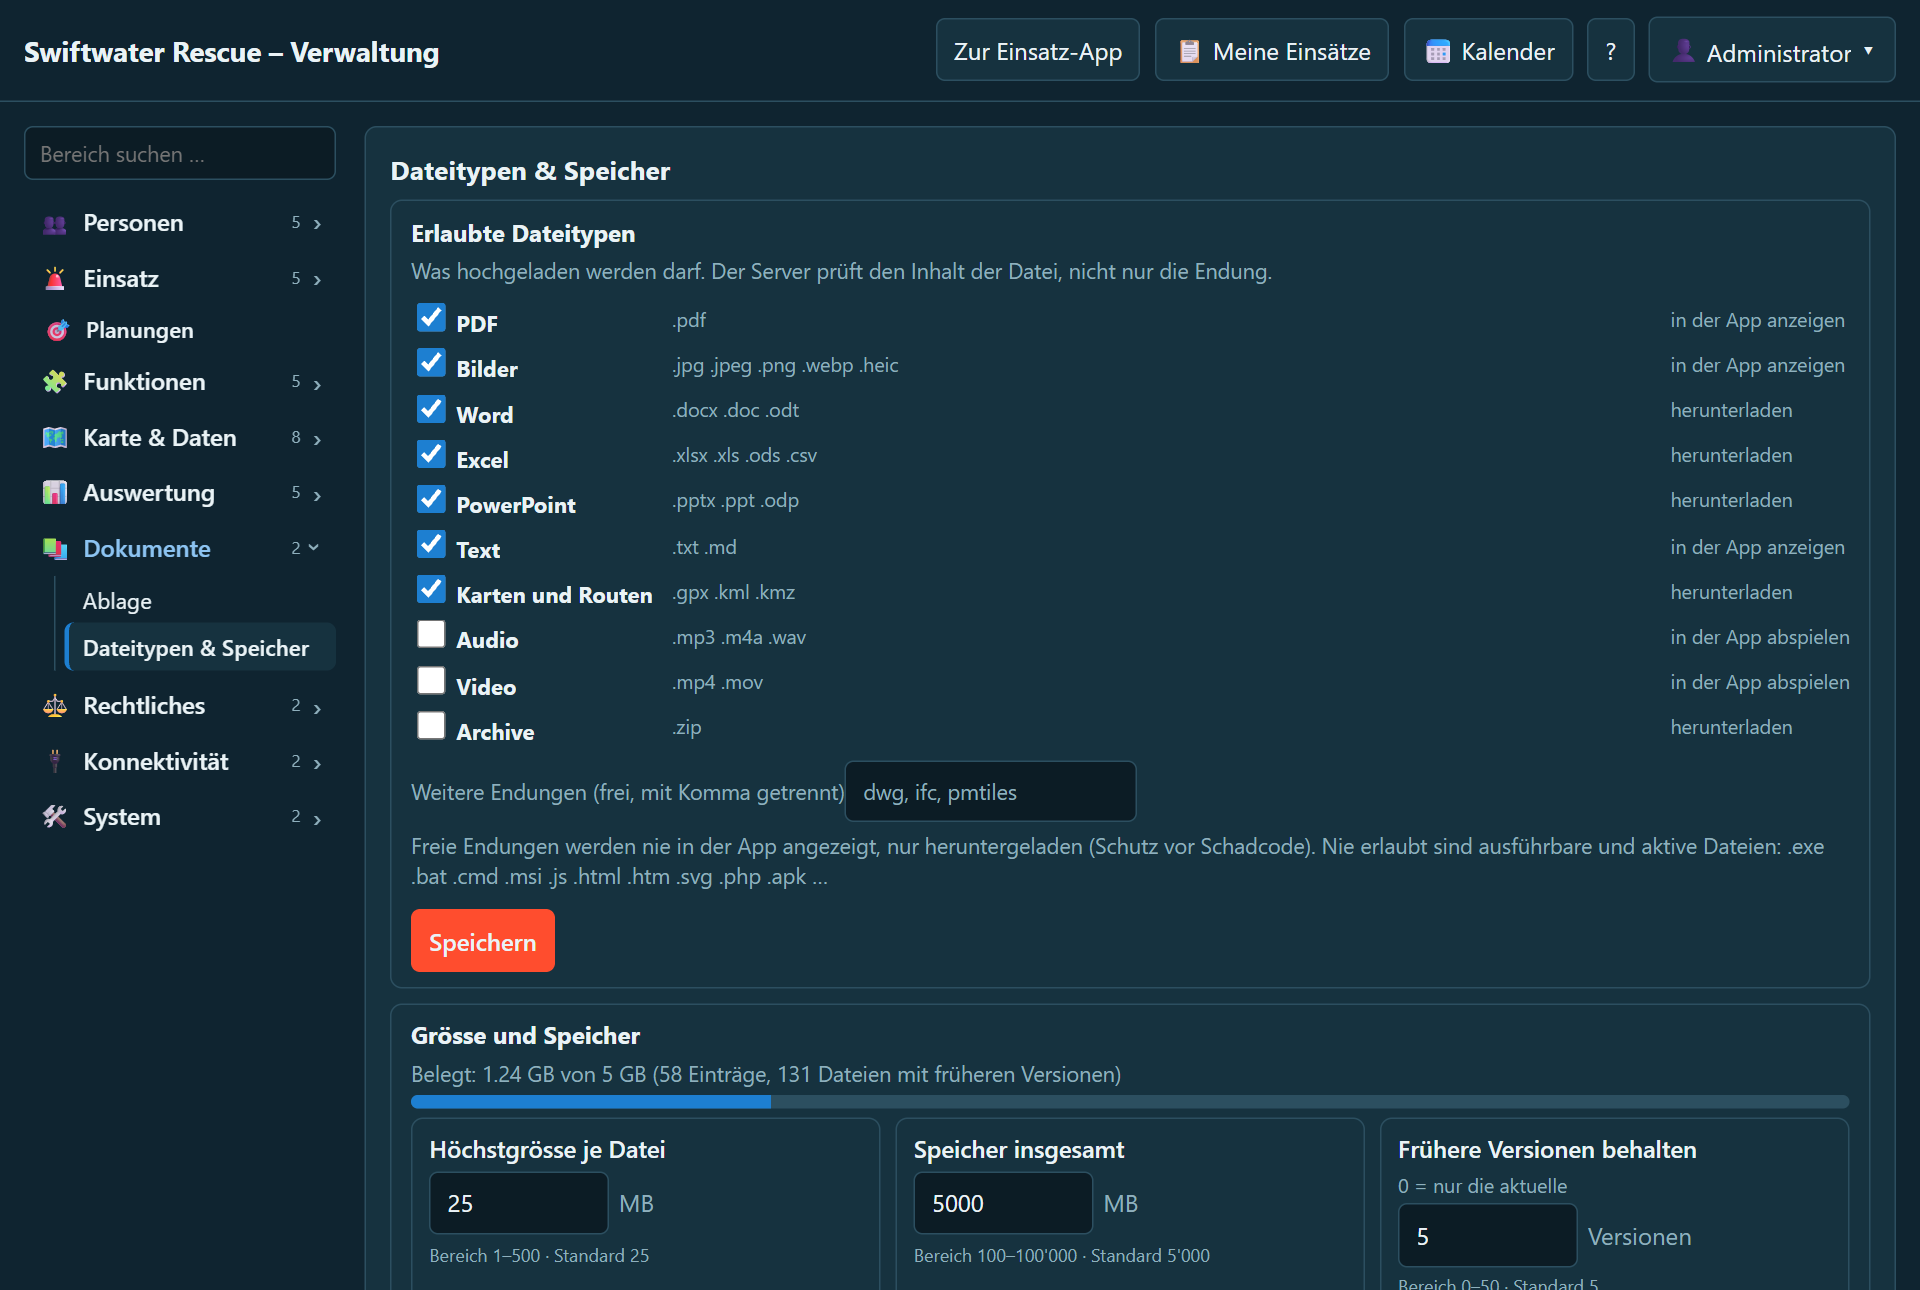 Swiftwater Rescue – Verwaltung
Zur Einsatz-App
Meine Einsätze
Kalender
?
Administrator
Bereich suchen …
Personen 5
Einsatz 5
Planungen
Funktionen 5
Karte & Daten 8
Auswertung 5
Dokumente 2
Ablage
Dateitypen & Speicher
Rechtliches 2
Konnektivität 2
System 2
Dateitypen & Speicher
Erlaubte Dateitypen
Was hochgeladen werden darf. Der Server prüft den Inhalt der Datei, nicht nur die Endung.
PDF .pdf in der App anzeigen
Bilder .jpg .jpeg .png .webp .heic in der App anzeigen
Word .docx .doc .odt herunterladen
Excel .xlsx .xls .ods .csv herunterladen
PowerPoint .pptx .ppt .odp herunterladen
Text .txt .md in der App anzeigen
Karten und Routen .gpx .kml .kmz herunterladen
Audio .mp3 .m4a .wav in der App abspielen
Video .mp4 .mov in der App abspielen
Archive .zip herunterladen
Weitere Endungen (frei, mit Komma getrennt) dwg, ifc, pmtiles
Freie Endungen werden nie in der App angezeigt, nur heruntergeladen (Schutz vor Schadcode). Nie erlaubt sind ausführbare und aktive Dateien: .exe
.bat .cmd .msi .js .html .htm .svg .php .apk …
Speichern
Grösse und Speicher
Belegt: 1.24 GB von 5 GB (58 Einträge, 131 Dateien mit früheren Versionen)
Höchstgrösse je Datei
25 MB
Bereich 1–500 · Standard 25
Speicher insgesamt
5000 MB
Bereich 100–100'000 · Standard 5'000
Frühere Versionen behalten
0 = nur die aktuelle
5 Versionen
Bereich 0–50 · Standard 5